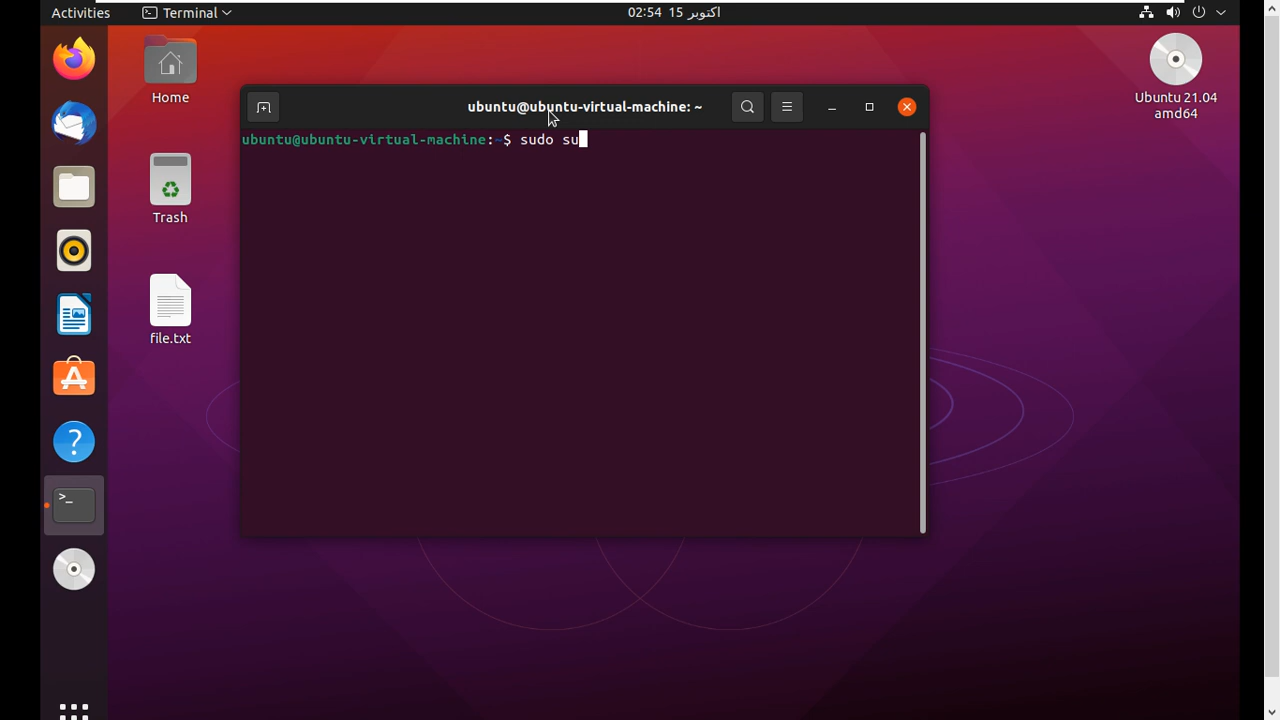 Activities
Terminal
02:54 15 اکتوبر
Home
Trash
file.txt
Ubuntu 21.04
amd64
ubuntu@ubuntu-virtual-machine: ~
ubuntu@ubuntu-virtual-machine:~$ sudo su